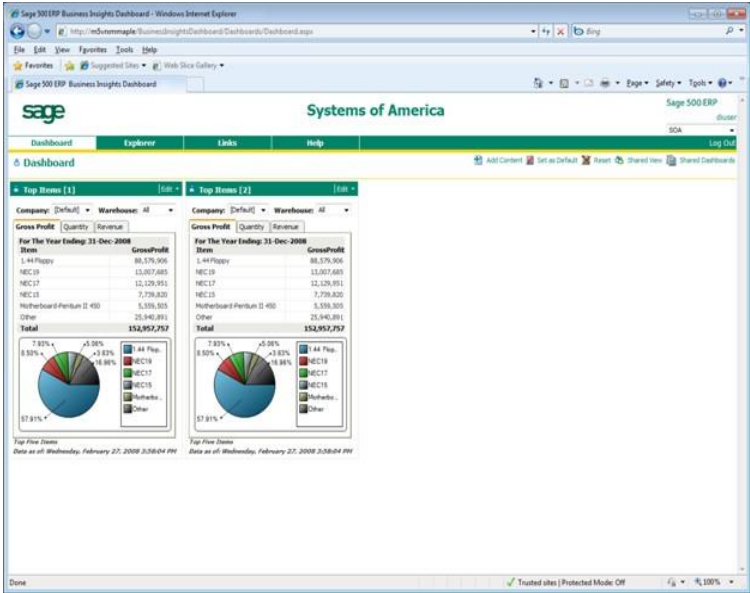 Sage 500 ERP Business Insights Dashboard - Windows Internet Explorer
http://m5vnmmaple/BusinessInsightsDashboard/Dashboards/Dashboard.aspx
Bing
File Edit View Favorites Tools Help
Favorites Suggested Sites Web Slice Gallery
Sage 500 ERP Business Insights Dashboard
Page Safety Tools
sage
Systems of America
Sage 500 ERP
SOA
Dashboard Explorer Links Help Log Out
Dashboard
Add Content Set as Default Reset Shared View Shared Dashboards
Top Items [1] Edit
Company: [Default] Warehouse: All
Gross Profit Quantity Revenue
For The Year Ending: 31-Dec-2008
Item GrossProfit
1.44 Floppy 88,579,906
NEC19 13,007,685
NEC17 12,129,951
NEC15 7,739,820
Motherboard-Pentium II 450 5,559,505
Other 25,940,891
Total 152,957,757
7.93%
5.06%
8.50%
3.63%
16.96%
57.91%
1.44 Flop..
NEC19
NEC17
NEC15
Motherbo..
Other
Top Five Items
Data as of: Wednesday, February 27, 2008 3:58:04 PM
Top Items [2] Edit
Company: [Default] Warehouse: All
Gross Profit Quantity Revenue
For The Year Ending: 31-Dec-2008
Item GrossProfit
1.44 Floppy 88,579,906
NEC19 13,007,685
NEC17 12,129,951
NEC15 7,739,820
Motherboard-Pentium II 450 5,559,505
Other 25,940,891
Total 152,957,757
7.93%
5.06%
8.50%
3.63%
16.96%
57.91%
1.44 Flop..
NEC19
NEC17
NEC15
Motherbo..
Other
Top Five Items
Data as of: Wednesday, February 27, 2008 3:58:04 PM
Done
Trusted sites | Protected Mode: Off
100%